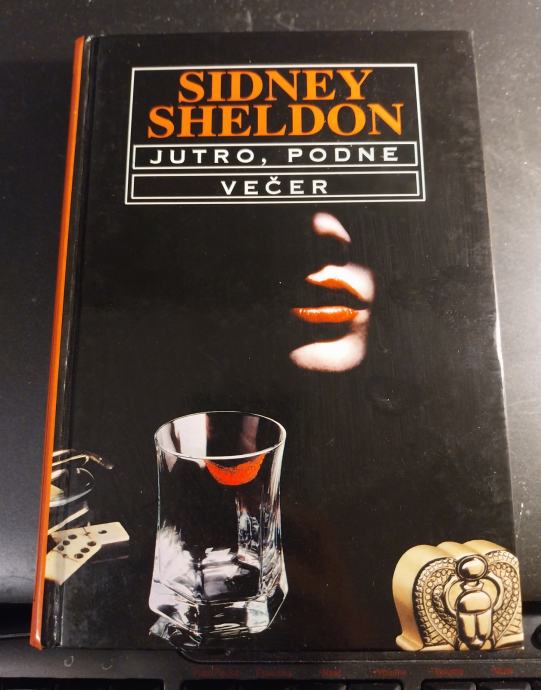 SIDNEY
SHELDON
JUTRO, PODNE
VEČER